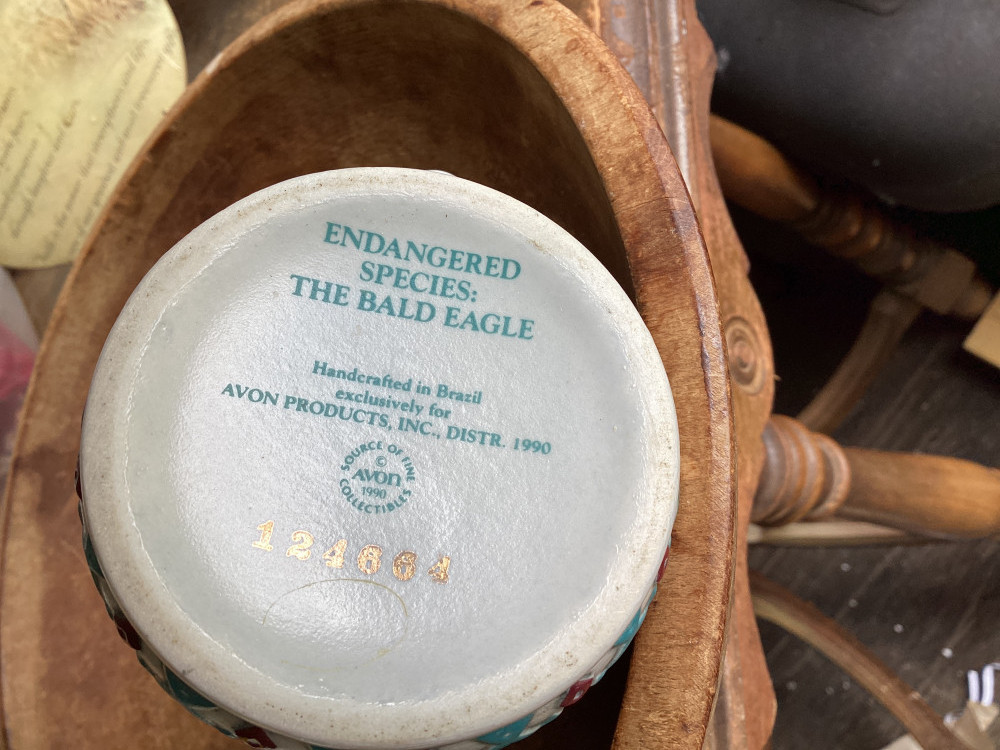 ENDANGERED
SPECIES:
THE BALD EAGLE
Handcrafted in Brazil
exclusively for
AVON PRODUCTS, INC., DISTR. 1990
SOURCE OF FINE
©
AVON
1990
COLLECTIBLES
124664